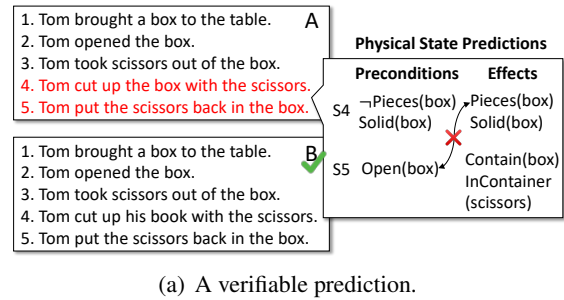 1. Tom brought a box to the table. A
2. Tom opened the box.
3. Tom took scissors out of the box.
4. Tom cut up the box with the scissors.
5. Tom put the scissors back in the box.
1. Tom brought a box to the table. B
2. Tom opened the box.
3. Tom took scissors out of the box.
4. Tom cut up his book with the scissors.
5. Tom put the scissors back in the box.
Physical State Predictions
Preconditions Effects
S4 ¬Pieces(box) Pieces(box)
Solid(box) Solid(box)
S5 Open(box) Contain(box)
InContainer
(scissors)
(a) A verifiable prediction.